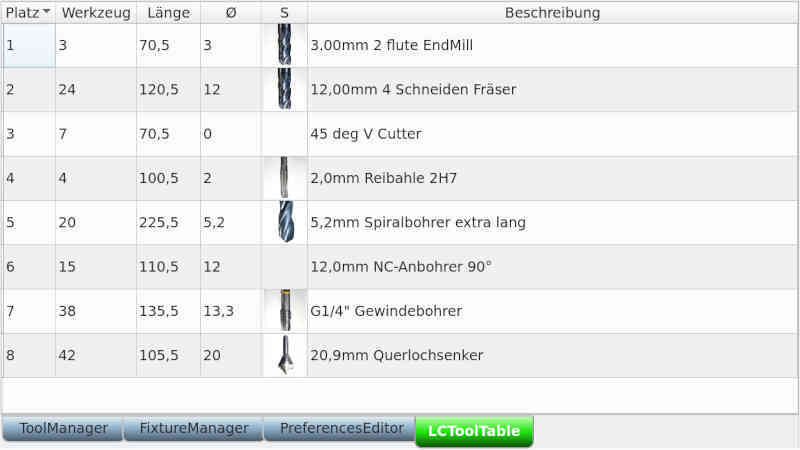 Platz Werkzeug Länge Ø S Beschreibung
1 3 70,5 3 3,00mm 2 flute EndMill
2 24 120,5 12 12,00mm 4 Schneiden Fräser
3 7 70,5 0 45 deg V Cutter
4 4 100,5 2 2,0mm Reibahle 2H7
5 20 225,5 5,2 5,2mm Spiralbohrer extra lang
6 15 110,5 12 12,0mm NC-Anbohrer 90°
7 38 135,5 13,3 G1/4" Gewindebohrer
8 42 105,5 20 20,9mm Querlochsenker
ToolManager FixtureManager PreferencesEditor LCToolTable